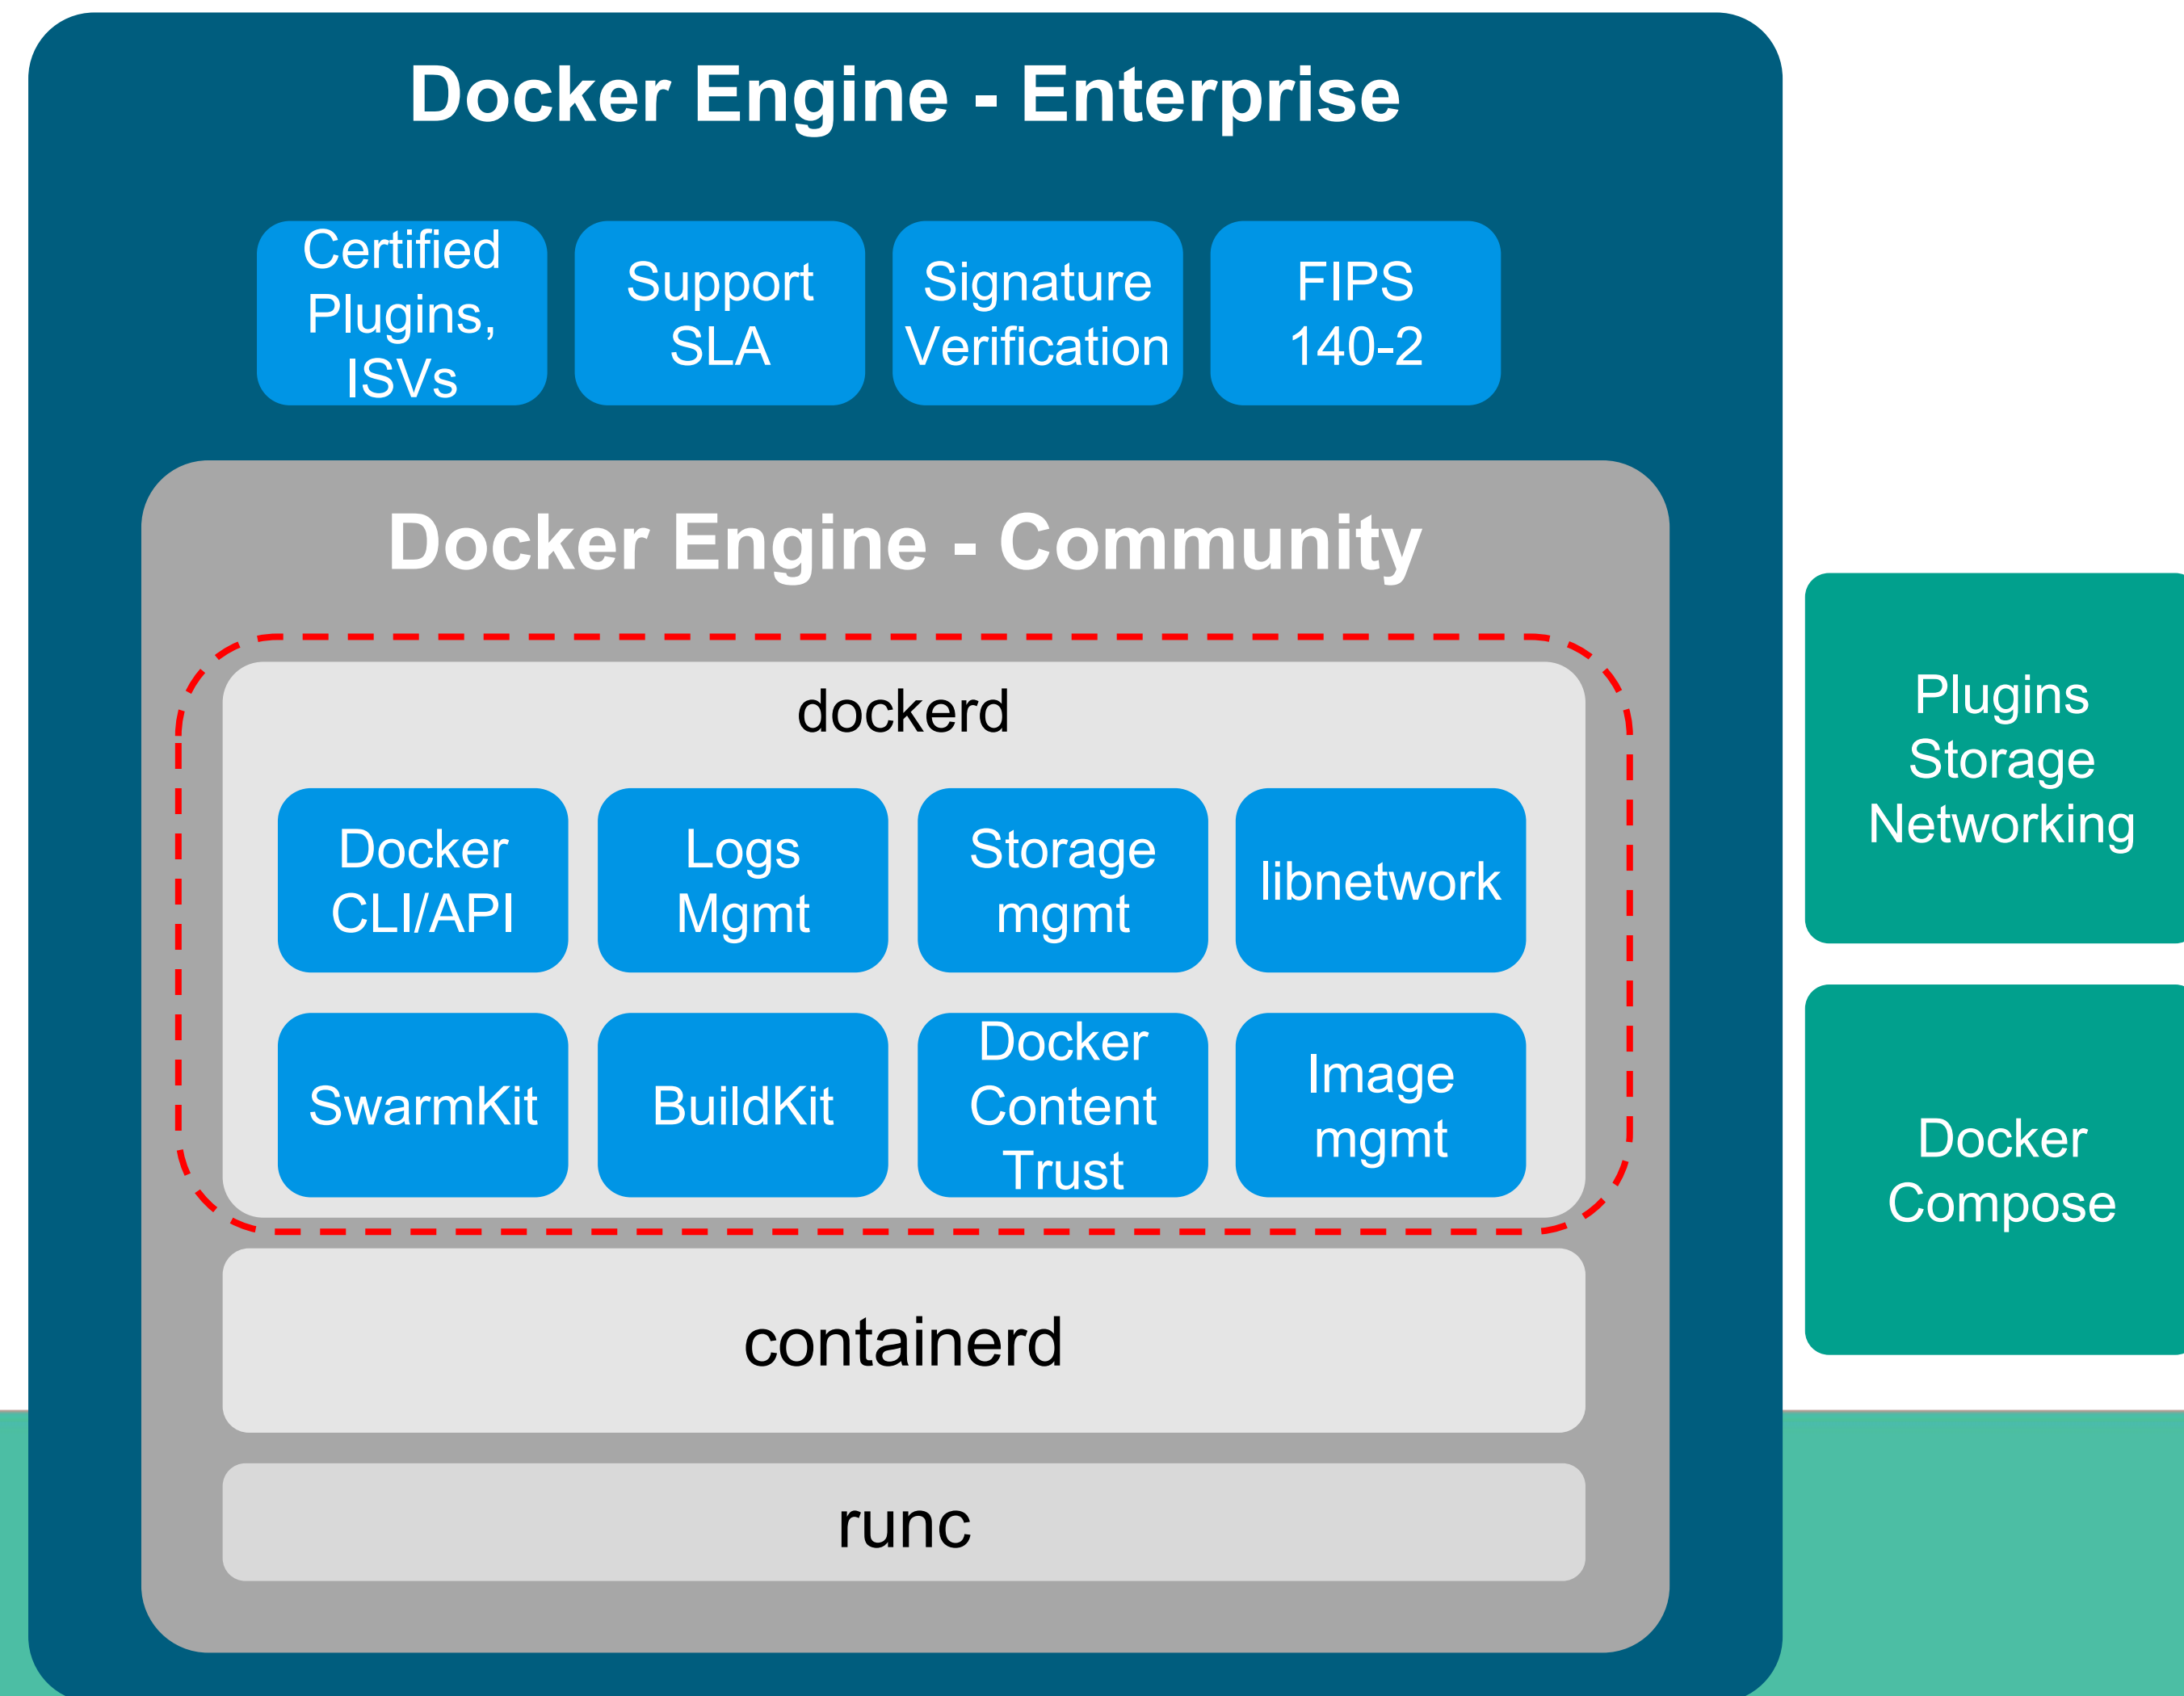 Docker Engine - Enterprise
Certified
Plugins,
ISVs
Support
SLA
Signature
Verification
FIPS
140-2
Docker Engine - Community
dockerd
Docker
CLI/API
Logs
Mgmt
Storage
mgmt
libnetwork
SwarmKit
BuildKit
Docker
Content
Trust
Image
mgmt
containerd
runc
Plugins
Storage
Networking
Docker
Compose